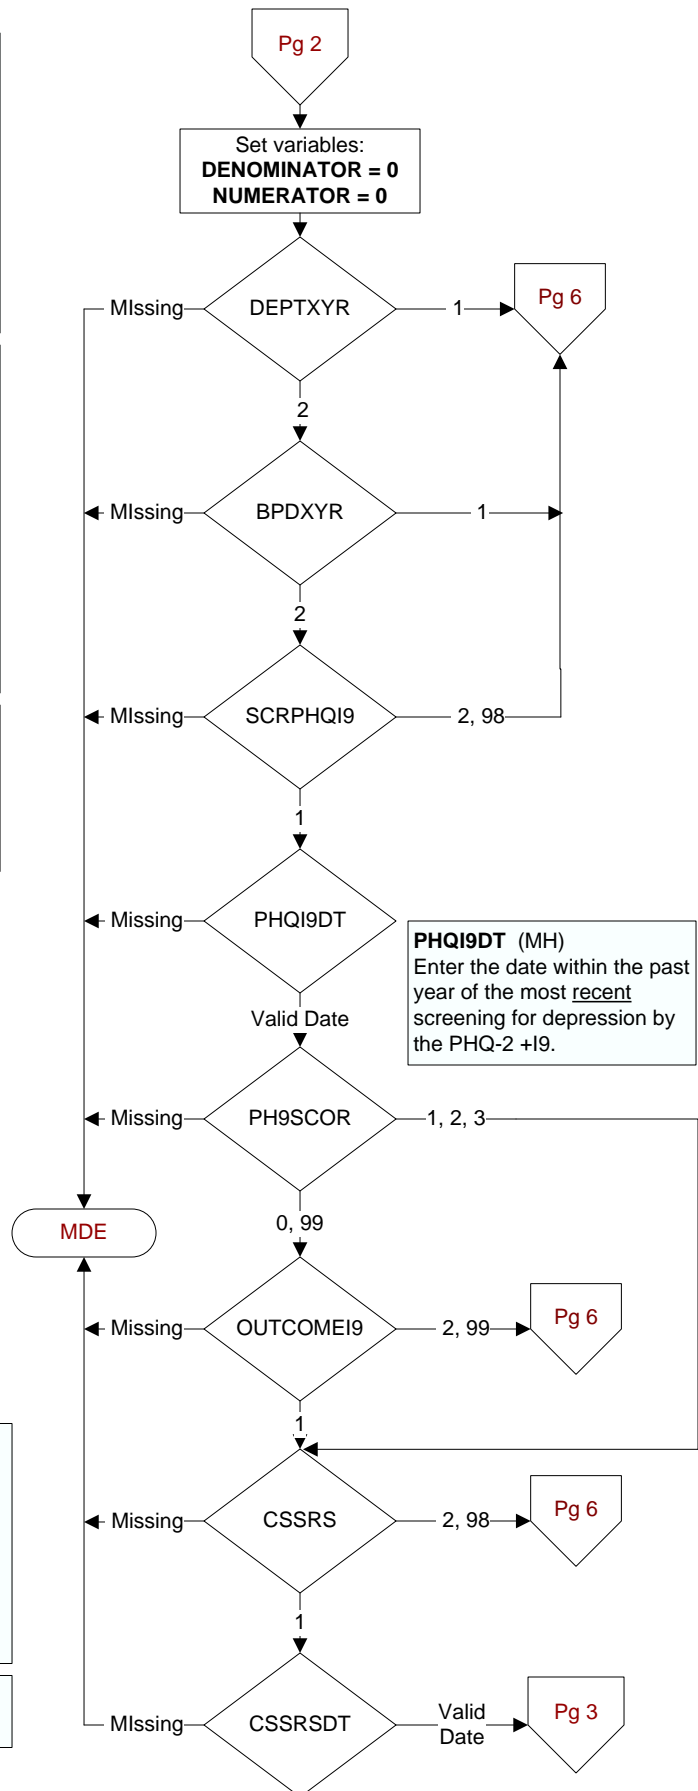 Pg 2
Set variables:
DENOMINATOR = 0
NUMERATOR = 0
MIssing
DEPTXYR
1
Pg 6
2
MIssing
BPDXYR
1
2
MIssing
SCRPHQI9
2, 98
1
Missing
PHQI9DT
PHQI9DT (MH)
Enter the date within the past
year of the most recent
screening for depression by
the PHQ-2 +I9.
Valid Date
Missing
PH9SCOR
1, 2, 3
0, 99
MDE
Missing
OUTCOMEI9
2, 99
Pg 6
1
Missing
CSSRS
2, 98
Pg 6
1
MIssing
CSSRSDT
Valid
Date
Pg 3